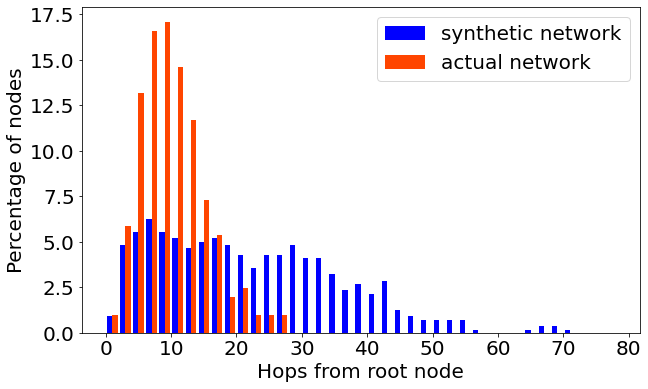 synthetic network
actual network
Percentage of nodes
17.5
15.0
12.5
10.0
7.5
5.0
2.5
0.0
0 10 20 30 40 50 60 70 80
Hops from root node